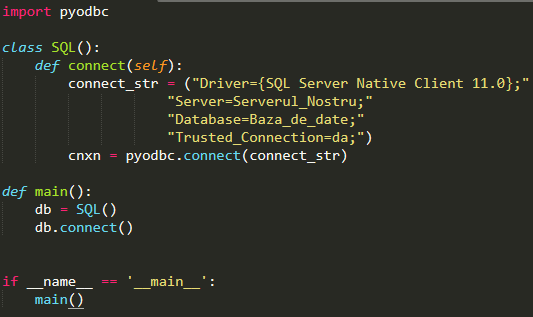 import pyodbc
class SQL():
    def connect(self):
        connect_str = ("Driver={SQL Server Native Client 11.0};"
                    "Server=Serverul_Nostru;"
                    "Database=Baza_de_date;"
                    "Trusted_Connection=da;")
        cnxn = pyodbc.connect(connect_str)
def main():
    db = SQL()
    db.connect()
if __name__ == '__main__':
    main()